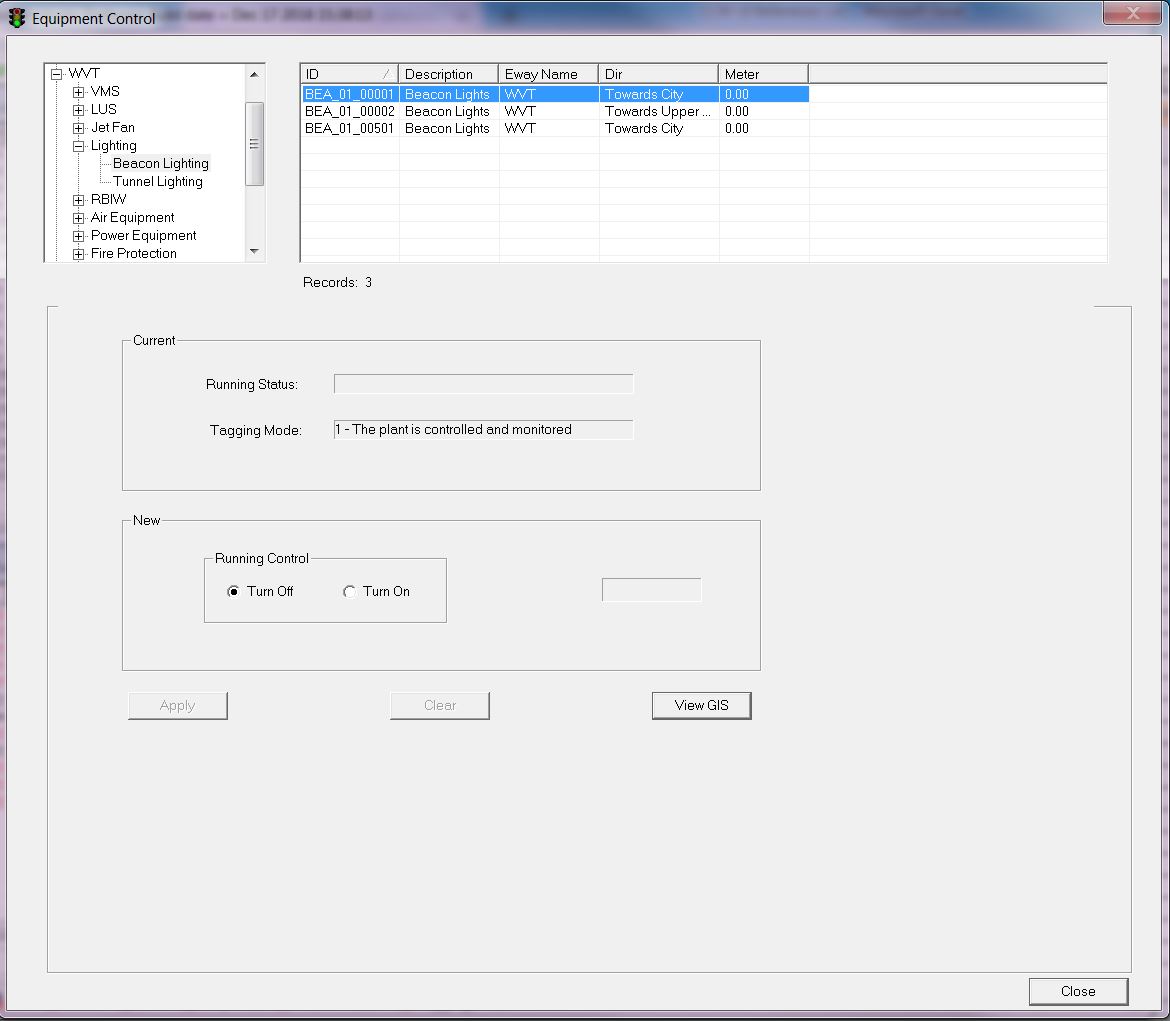 Equipment Control
WVT
VMS
LUS
Jet Fan
Lighting
Beacon Lighting
Tunnel Lighting
RBIW
Air Equipment
Power Equipment
Fire Protection
ID Description Eway Name Dir Meter
BEA_01_00001 Beacon Lights WVT Towards City 0.00
BEA_01_00002 Beacon Lights WVT Towards Upper ... 0.00
BEA_01_00501 Beacon Lights WVT Towards City 0.00
Records: 3
Current
Running Status:
Tagging Mode: 1 - The plant is controlled and monitored
New
Running Control
Turn Off Turn On
Apply Clear View GIS
Close